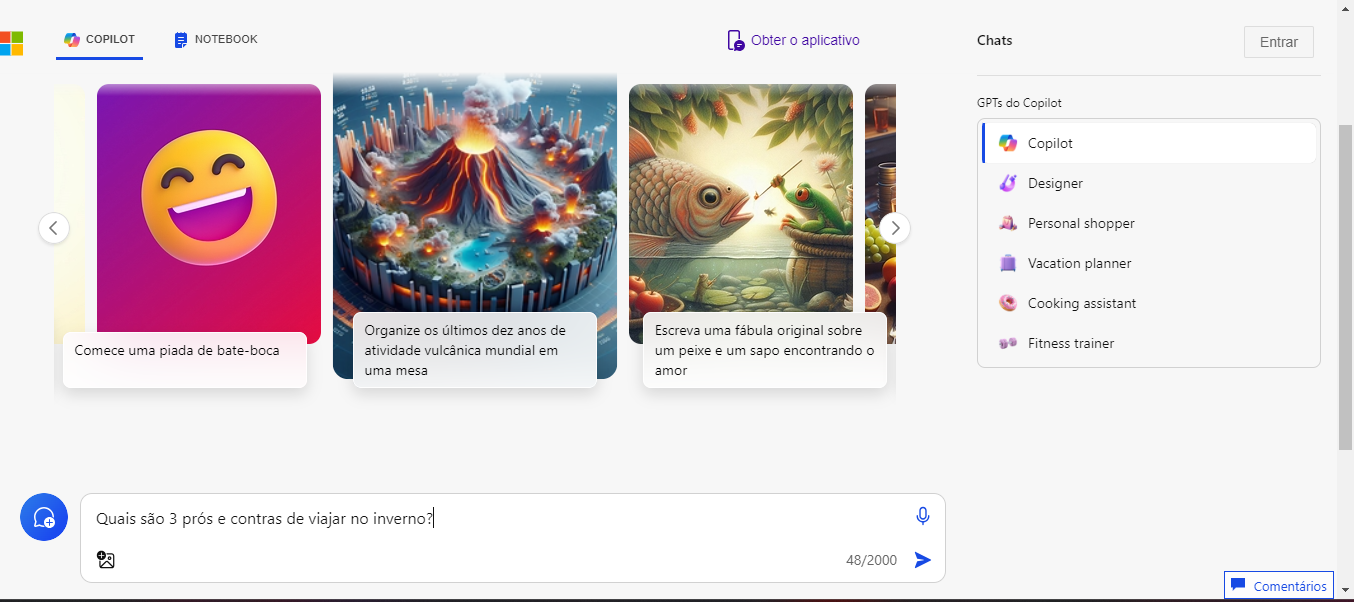 COPILOT
NOTEBOOK
Obter o aplicativo
Chats
Entrar
GPTs do Copilot
Copilot
Designer
Personal shopper
Vacation planner
Cooking assistant
Fitness trainer
Comece uma piada de bate-boca
Organize os últimos dez anos de
atividade vulcânica mundial em
uma mesa
Escreva uma fábula original sobre
um peixe e um sapo encontrando o
amor
Quais são 3 prós e contras de viajar no inverno?
48/2000
Comentários